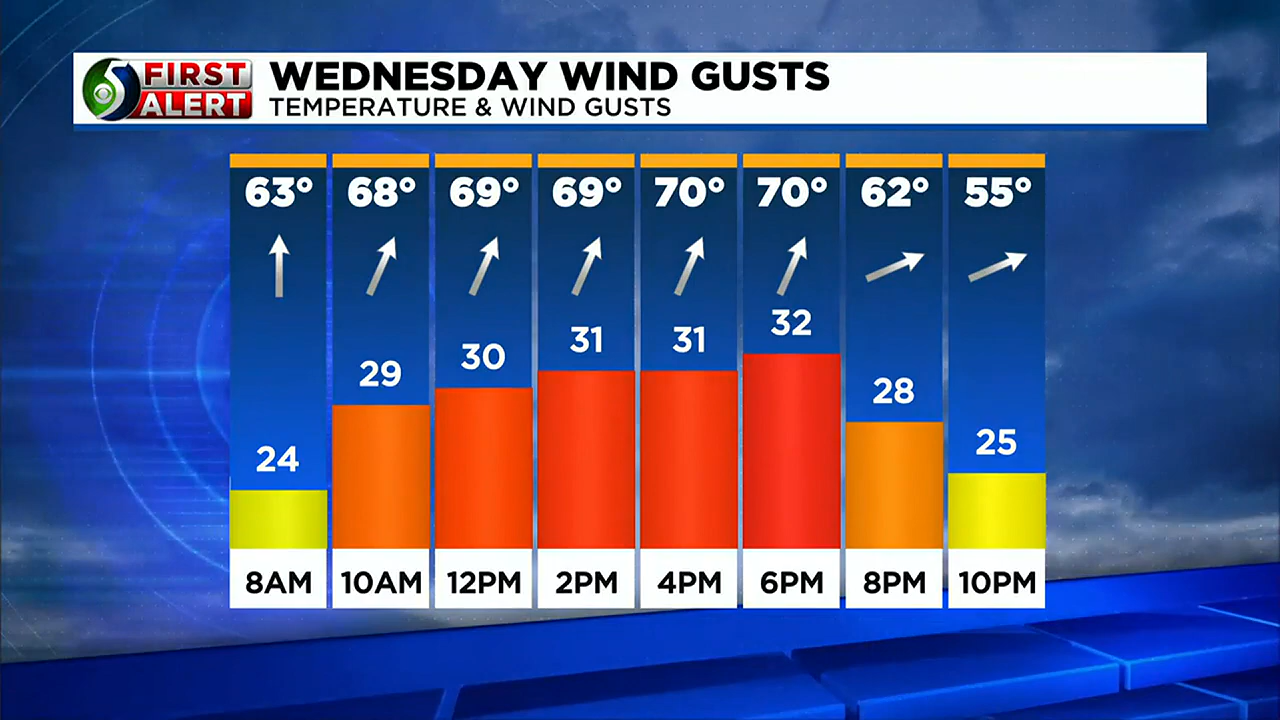 5 FIRST ALERT
WEDNESDAY WIND GUSTS
TEMPERATURE & WIND GUSTS
63° 68° 69° 69° 70° 70° 62° 55°
24 29 30 31 31 32 28 25
8AM 10AM 12PM 2PM 4PM 6PM 8PM 10PM